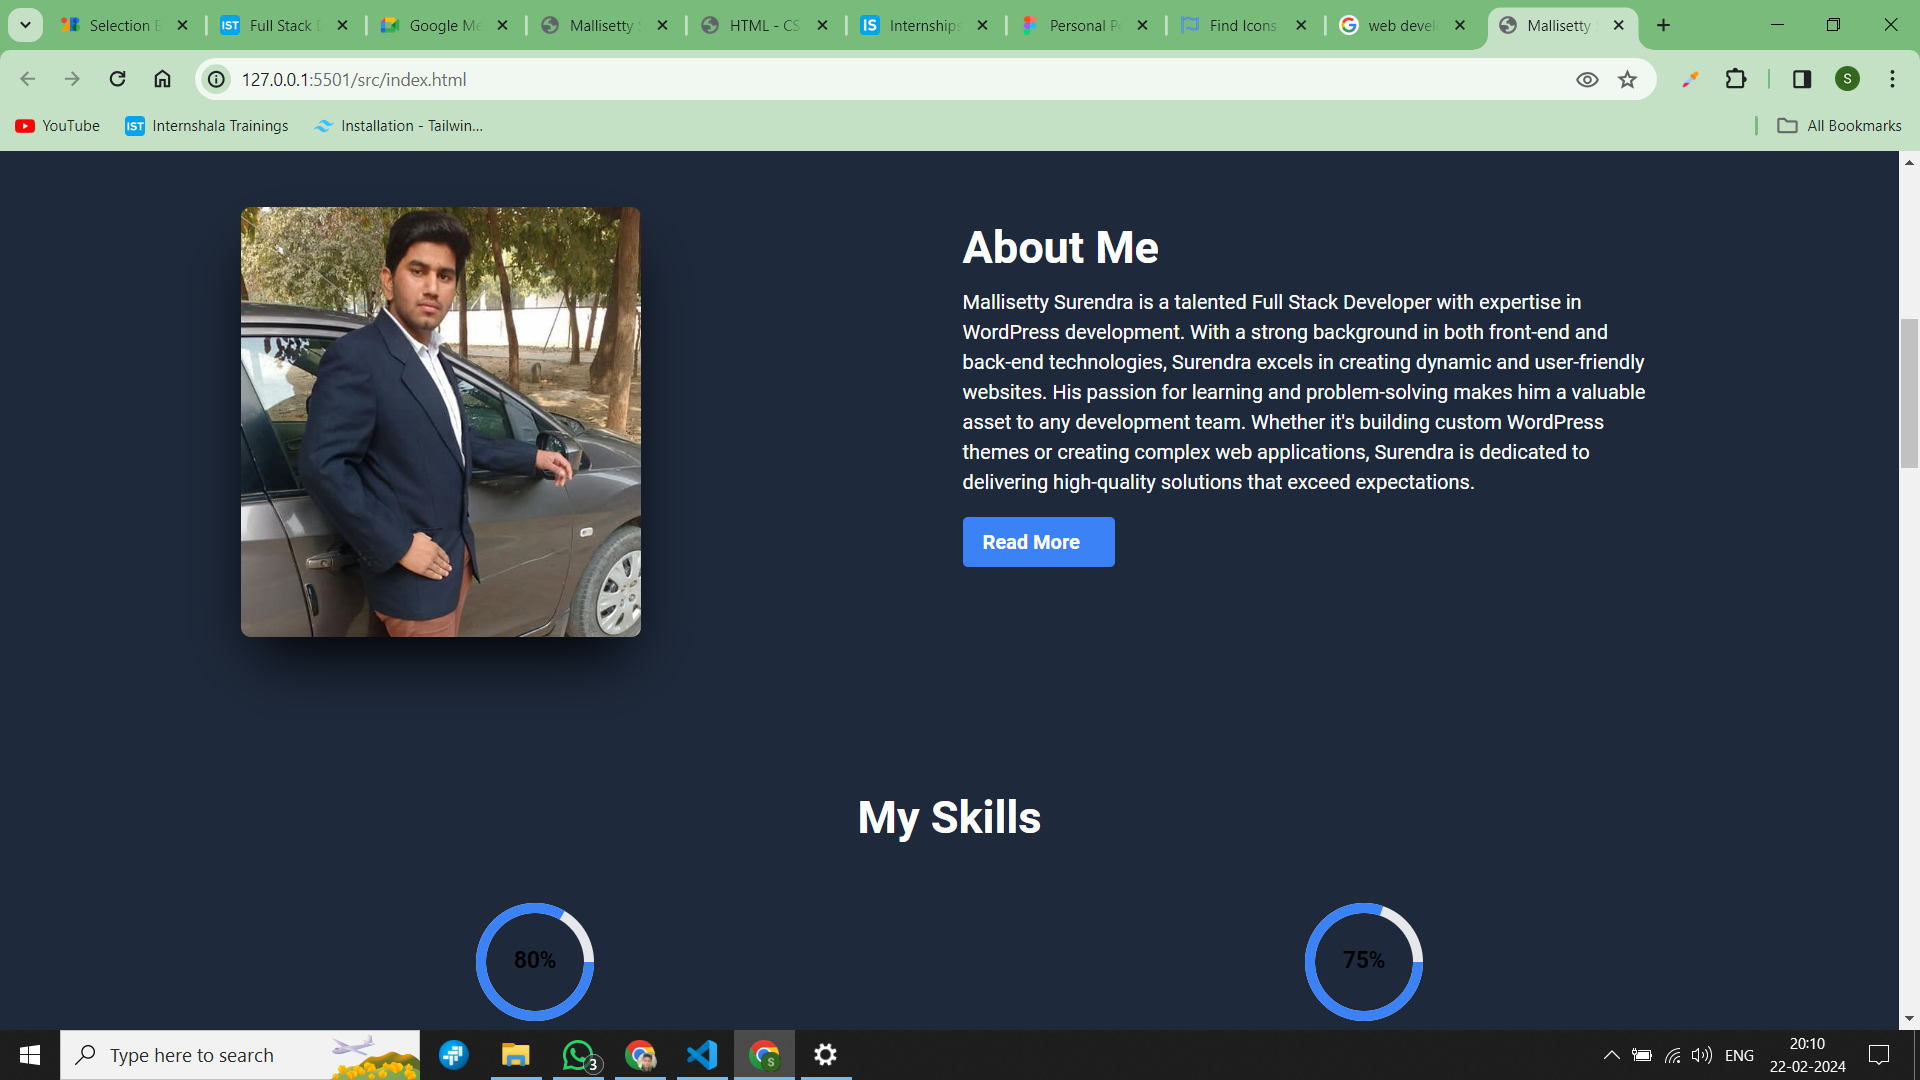 Selection E
Full Stack D
Google Me
Mallisetty S
HTML - CS
Internships
Personal Po
Find Icons
web develo
Mallisetty
127.0.0.1:5501/src/index.html
S
YouTube
IST Internshala Trainings
Installation - Tailwin...
All Bookmarks
About Me
Mallisetty Surendra is a talented Full Stack Developer with expertise in
WordPress development. With a strong background in both front-end and
back-end technologies, Surendra excels in creating dynamic and user-friendly
websites. His passion for learning and problem-solving makes him a valuable
asset to any development team. Whether it's building custom WordPress
themes or creating complex web applications, Surendra is dedicated to
delivering high-quality solutions that exceed expectations.
Read More
My Skills
80%
75%
Type here to search
3
ENG
20:10
22-02-2024